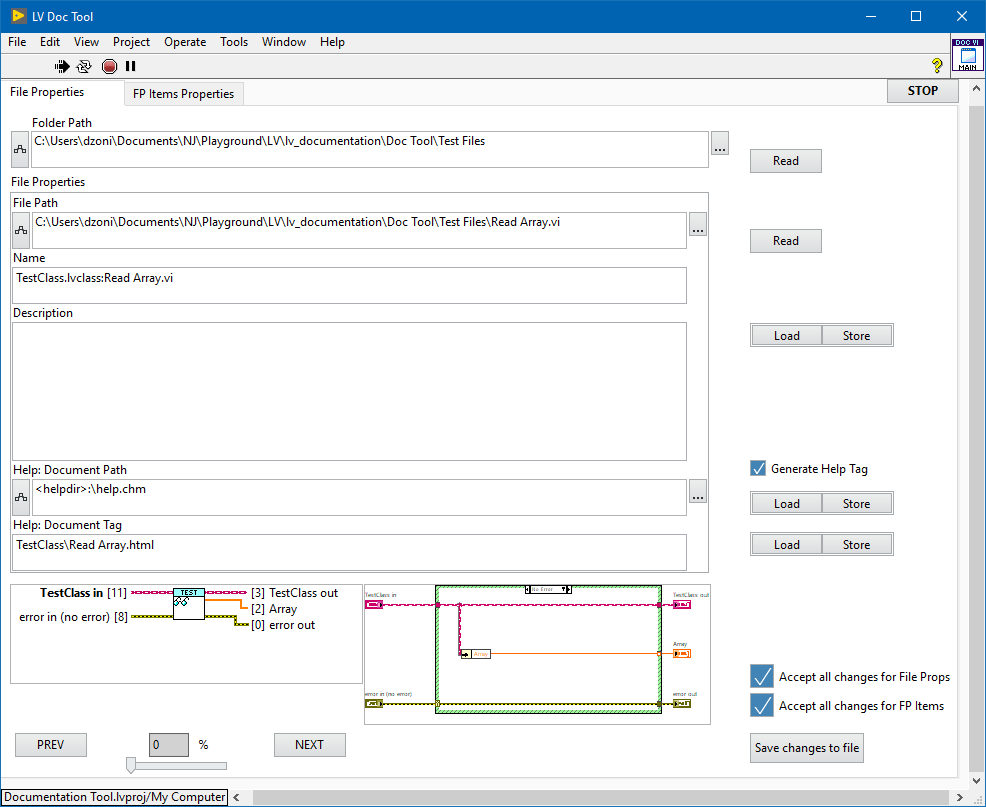 LV Doc Tool
File Edit View Project Operate Tools Window Help
DOC VI
MAIN
File Properties
FP Items Properties
STOP
Folder Path
C:\Users\dzoni\Documents\NJ\Playground\LV\lv_documentation\Doc Tool\Test Files
...
Read
File Properties
File Path
C:\Users\dzoni\Documents\NJ\Playground\LV\lv_documentation\Doc Tool\Test Files\Read Array.vi
...
Read
Name
TestClass.lvclass:Read Array.vi
Description
Load Store
Help: Document Path
Generate Help Tag
<helpdir>:\help.chm
...
Load Store
Help: Document Tag
TestClass\Read Array.html
Load Store
TestClass in [11]
TEST
[3] TestClass out
[2] Array
error in (no error) [8]
[0] error out
No Error
TestClass in
TestClass out
Array
Array
error in (no error)
error out
Accept all changes for File Props
Accept all changes for FP Items
PREV
0 %
NEXT
Save changes to file
Documentation Tool.lvproj/My Computer